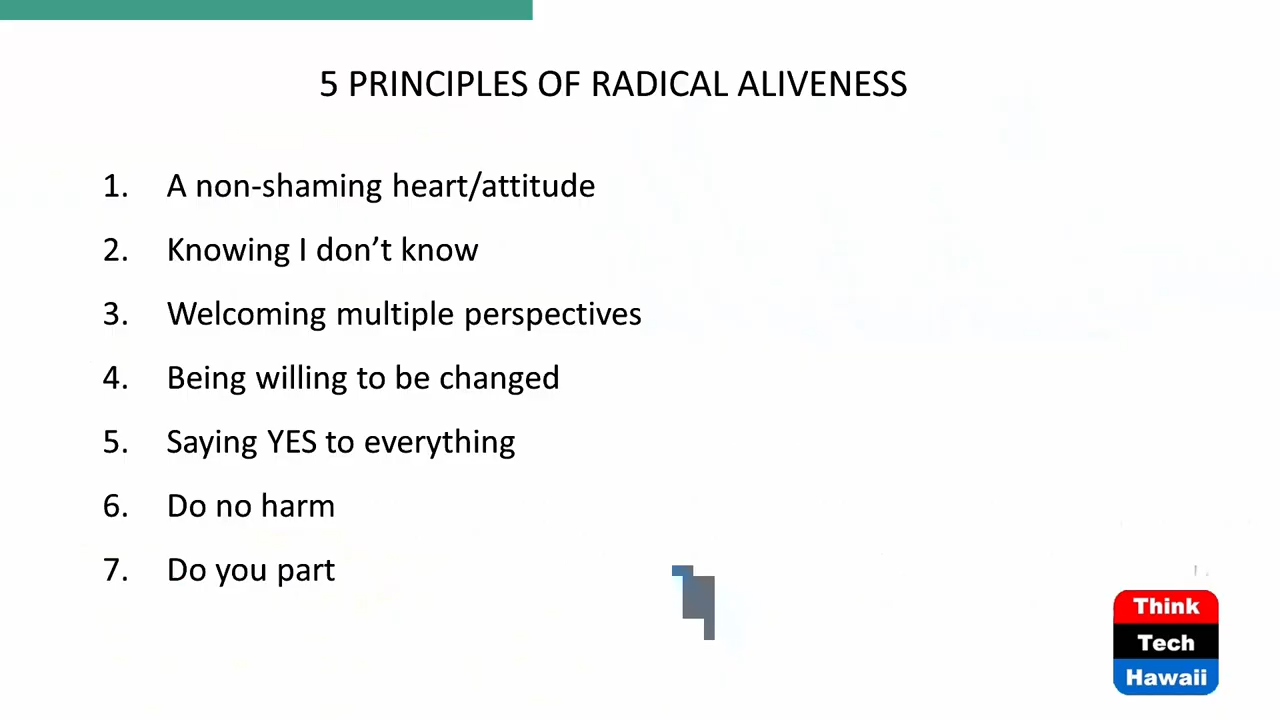 5 PRINCIPLES OF RADICAL ALIVENESS
1. A non-shaming heart/attitude
2. Knowing I don’t know
3. Welcoming multiple perspectives
4. Being willing to be changed
5. Saying YES to everything
6. Do no harm
7. Do you part
Think
Tech
Hawaii